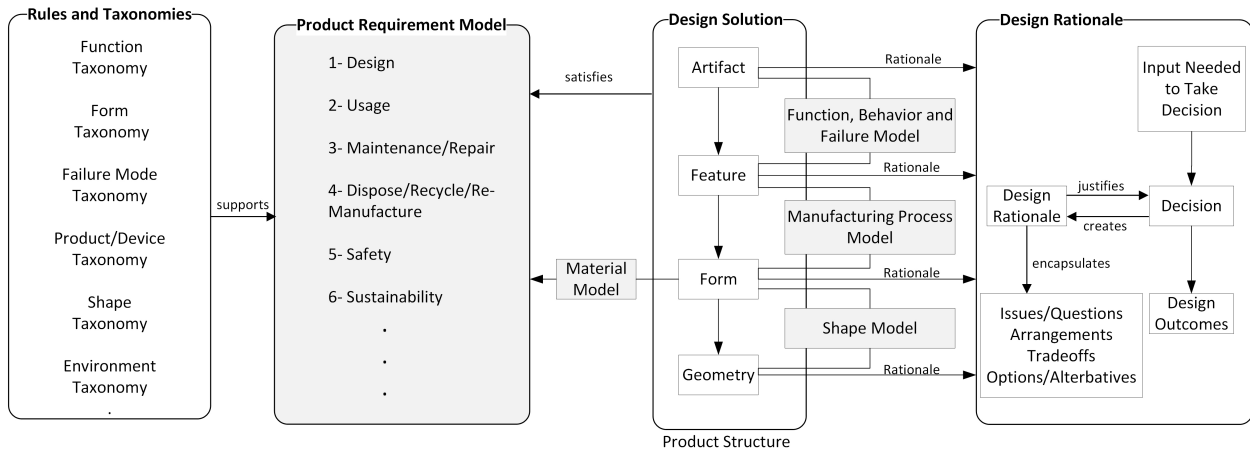 Rules and Taxonomies
Function
Taxonomy
Form
Taxonomy
Failure Mode
Taxonomy
Product/Device
Taxonomy
Shape
Taxonomy
Environment
Taxonomy
.
supports
Product Requirement Model
1- Design
2- Usage
3- Maintenance/Repair
4- Dispose/Recycle/Re-
Manufacture
5- Safety
6- Sustainability
.
.
.
satisfies
Material
Model
Design Solution
Artifact
Feature
Form
Geometry
Product Structure
Function, Behavior and
Failure Model
Manufacturing Process
Model
Shape Model
Rationale
Rationale
Rationale
Rationale
Design Rationale
Input Needed
to Take
Decision
Design
Rationale
justifies
Decision
creates
encapsulates
Issues/Questions
Arrangements
Tradeoffs
Options/Alterbatives
Design
Outcomes